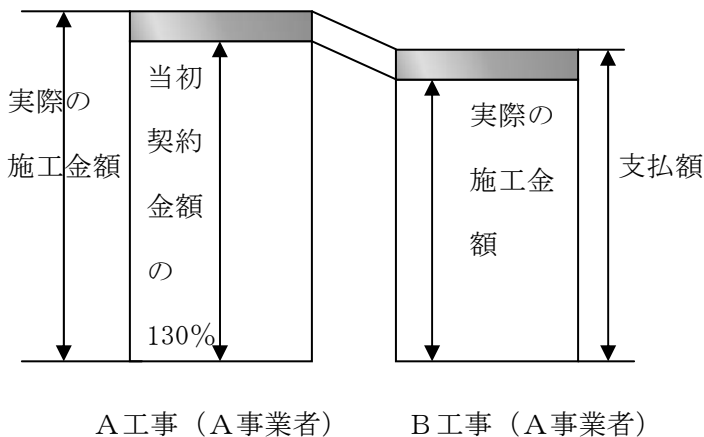 実際の
施工金額
当初
契約
金額
の
130%
実際の
施工金
額
支払額
A工事（A事業者）
B工事（A事業者）